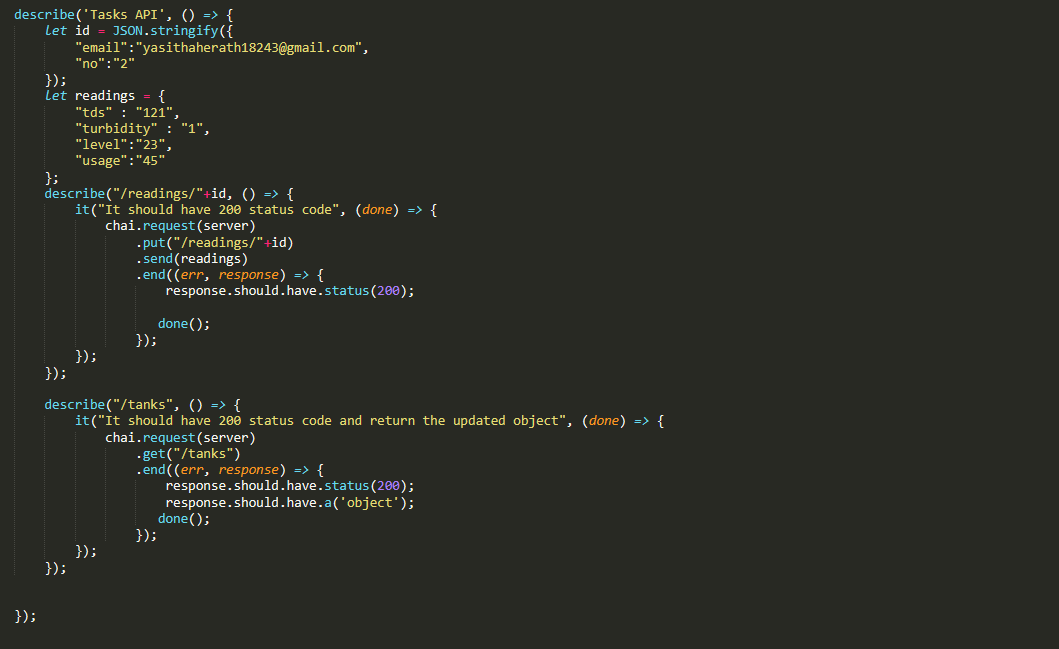 describe('Tasks API', () => {
    let id = JSON.stringify({
        "email":"yasithaherath18243@gmail.com",
        "no":"2"
    });
    let readings = {
        "tds" : "121",
        "turbidity" : "1",
        "level":"23",
        "usage":"45"
    };
    describe("/readings/"+id, () => {
        it("It should have 200 status code", (done) => {
            chai.request(server)
                .put("/readings/"+id)
                .send(readings)
                .end((err, response) => {
                    response.should.have.status(200);

                   done();
                });
        });
    });

    describe("/tanks", () => {
        it("It should have 200 status code and return the updated object", (done) => {
            chai.request(server)
                .get("/tanks")
                .end((err, response) => {
                    response.should.have.status(200);
                    response.should.have.a('object');
                   done();
                });
        });
    });


});